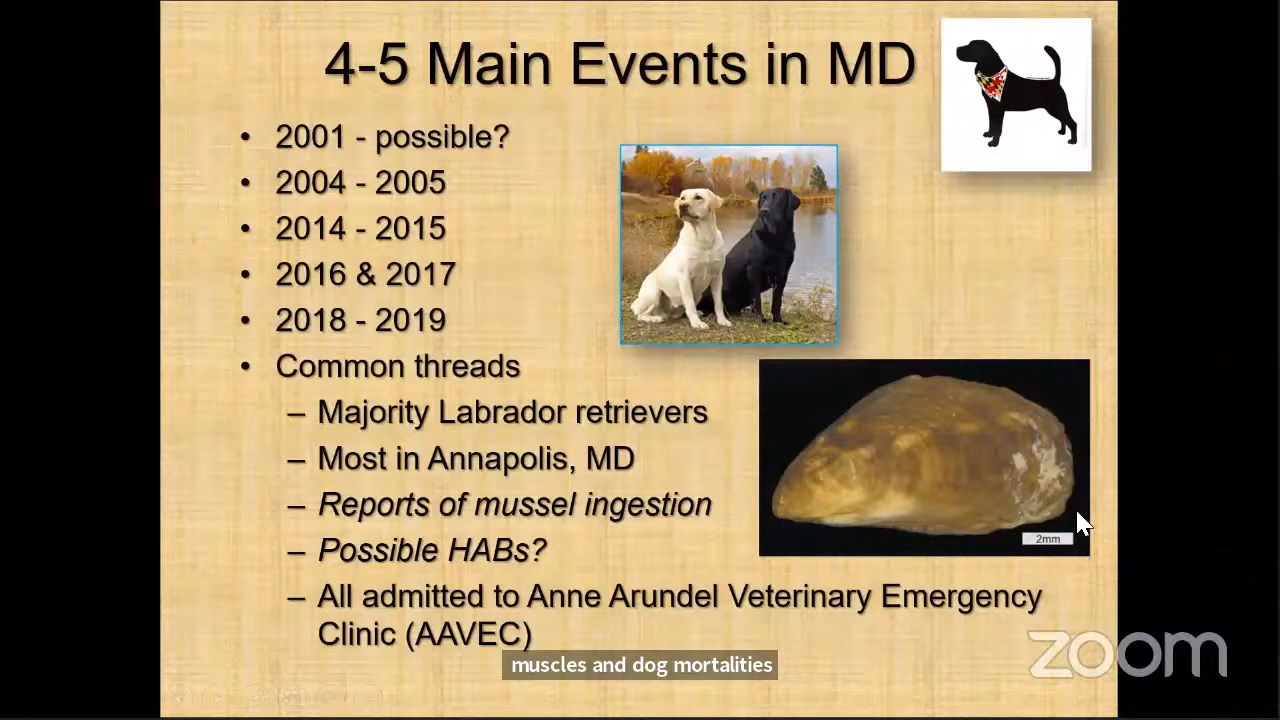 4-5 Main Events in MD
• 2001 - possible?
• 2004 - 2005
• 2014 - 2015
• 2016 & 2017
• 2018 - 2019
• Common threads
– Majority Labrador retrievers
– Most in Annapolis, MD
– Reports of mussel ingestion
2mm
– Possible HABs?
– All admitted to Anne Arundel Veterinary Emergency
Clinic (AAVEC)
zoom
muscles and dog mortalities